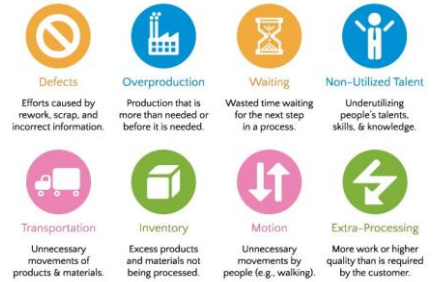 Defects
Overproduction
Waiting
Non-Utilized Talent
Efforts caused by
rework, scrap, and
incorrect information.
Production that is
more than needed or
before it is needed.
Wasted time waiting
for the next step
in a process.
Underutilizing
people's talents,
skills, & knowledge.
Transportation
Inventory
Motion
Extra-Processing
Unnecessary
movements of
products & materials.
Excess products
and materials not
being processed.
Unnecessary
movements by
people (e.g., walking).
More work or higher
quality than is required
by the customer.